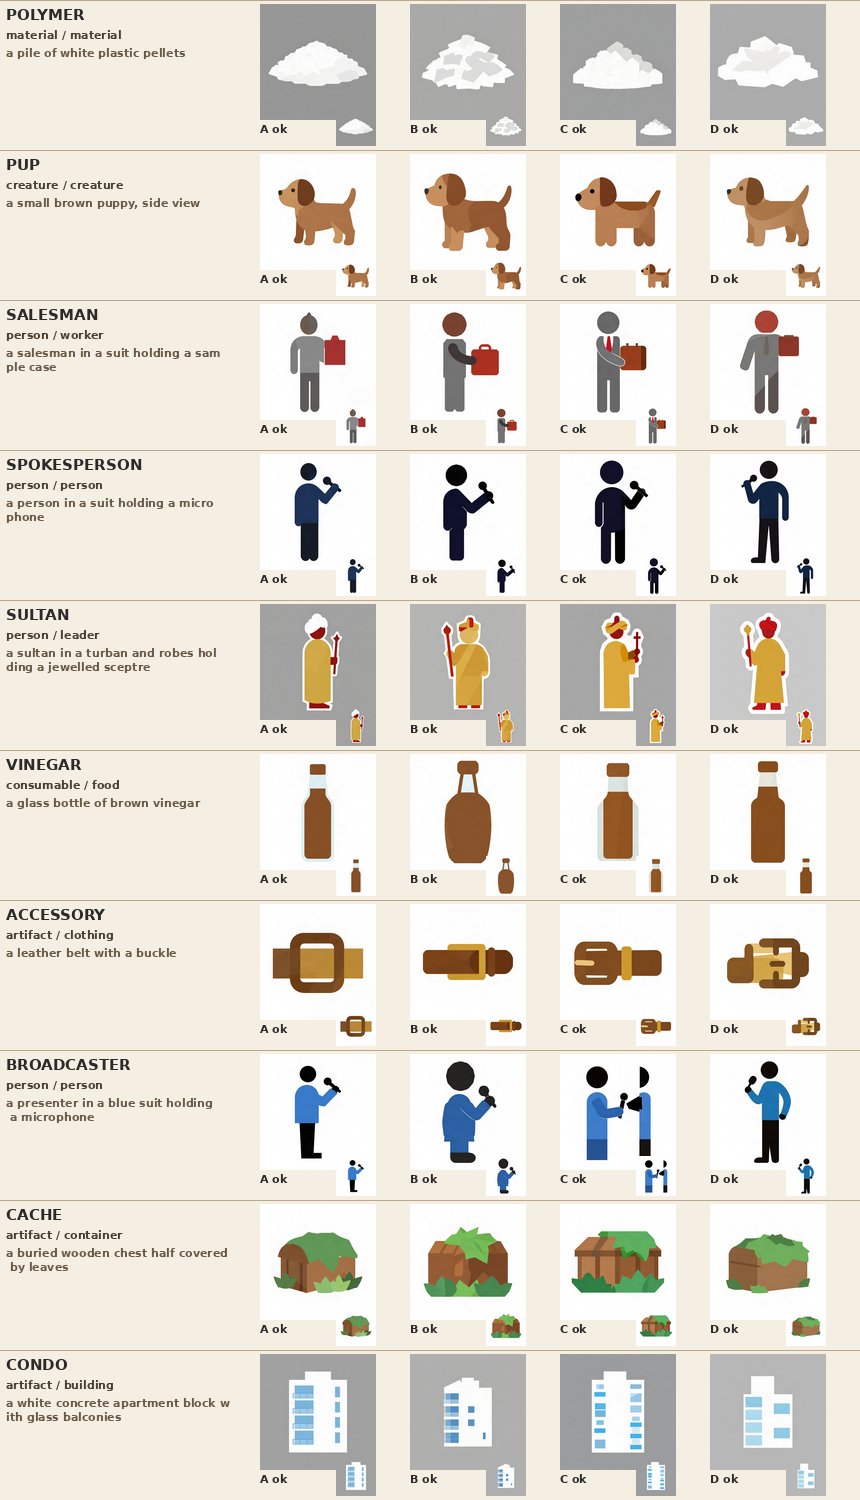 POLYMER
material / material
a pile of white plastic pellets
A ok
B ok
C ok
D ok
PUP
creature / creature
a small brown puppy, side view
A ok
B ok
C ok
D ok
SALESMAN
person / worker
a salesman in a suit holding a sam
ple case
A ok
B ok
C ok
D ok
SPOKESPERSON
person / person
a person in a suit holding a micro
phone
A ok
B ok
C ok
D ok
SULTAN
person / leader
a sultan in a turban and robes hol
ding a jewelled sceptre
A ok
B ok
C ok
D ok
VINEGAR
consumable / food
a glass bottle of brown vinegar
A ok
B ok
C ok
D ok
ACCESSORY
artifact / clothing
a leather belt with a buckle
A ok
B ok
C ok
D ok
BROADCASTER
person / person
a presenter in a blue suit holding
a microphone
A ok
B ok
C ok
D ok
CACHE
artifact / container
a buried wooden chest half covered
by leaves
A ok
B ok
C ok
D ok
CONDO
artifact / building
a white concrete apartment block w
ith glass balconies
A ok
B ok
C ok
D ok